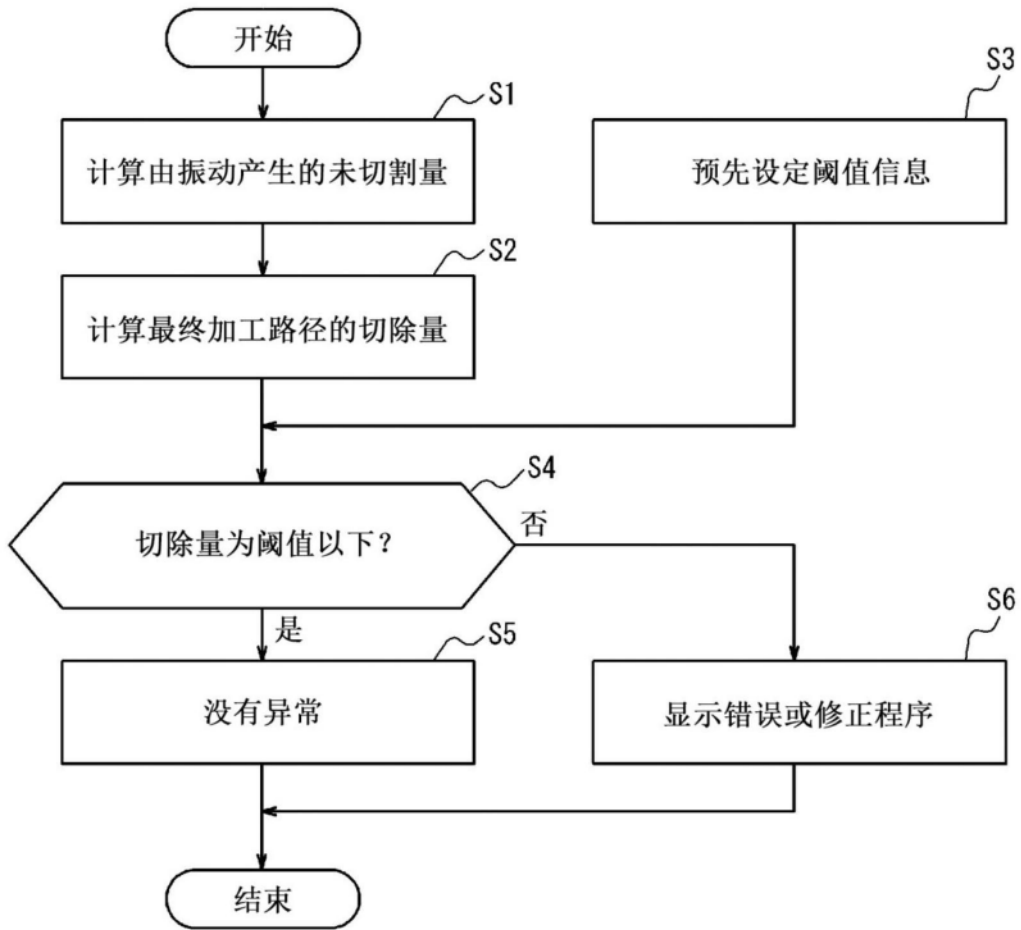 开始
S1
计算由振动产生的未切割量
S3
预先设定阈值信息
S2
计算最终加工路径的切除量
S4
切除量为阈值以下?
否
是
S5
没有异常
S6
显示错误或修正程序
结束